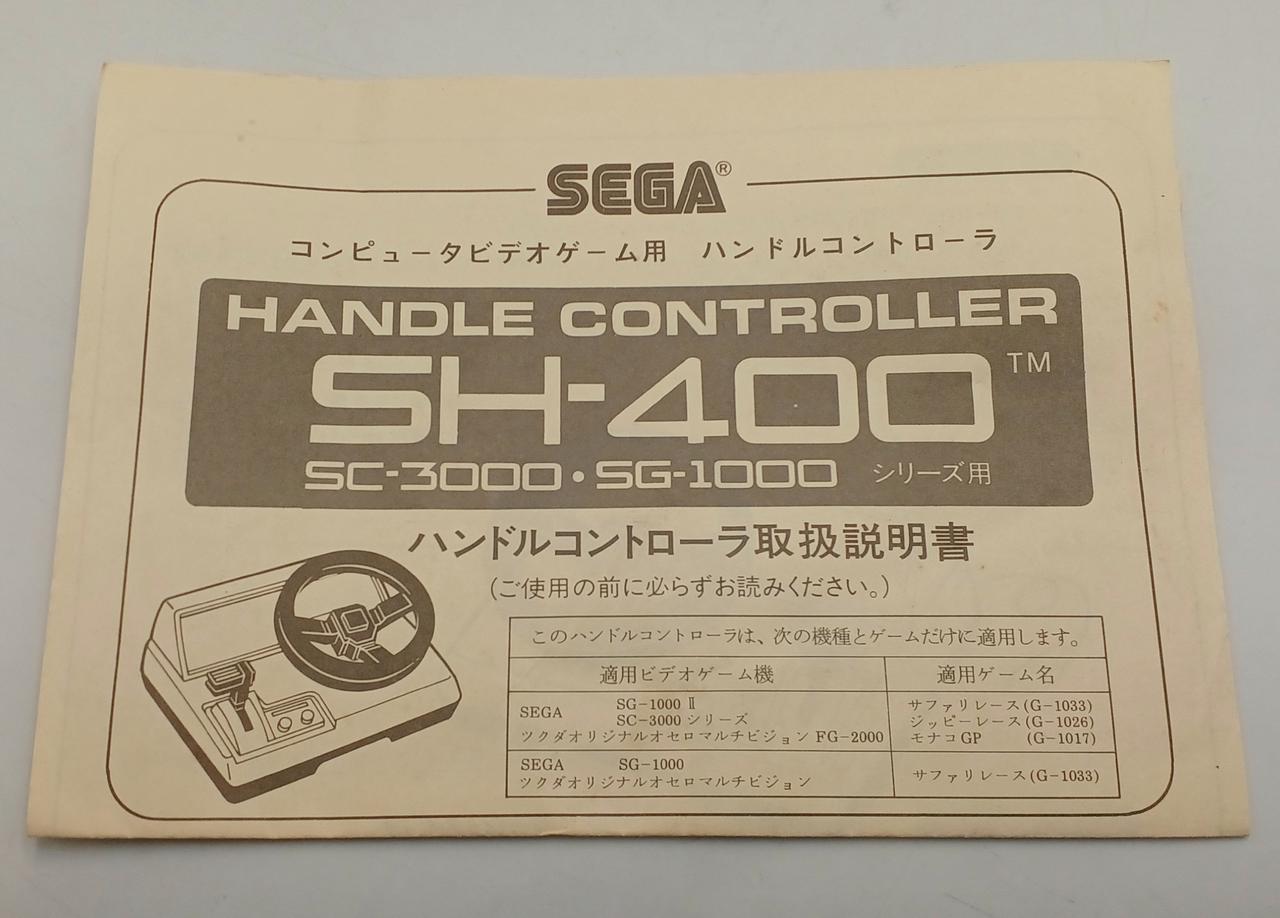 SEGA®
コンピュータビデオゲーム用 ハンドルコントローラ
HANDLE CONTROLLER
SH-400 TM
SC-3000・SG-1000 シリーズ用
ハンドルコントローラ取扱説明書
(ご使用の前に必らずお読みください。)
このハンドルコントローラは、次の機種とゲームだけに適用します。
適用ビデオゲーム機 適用ゲーム名
SEGA SG-1000 Ⅱ サファリレース(G-1033)
SC-3000 シリーズ ジッピーレース(G-1026)
ツクダオリジナルオセロマルチビジョン FG-2000 モナコGP (G-1017)
SEGA SG-1000
ツクダオリジナルオセロマルチビジョン サファリレース(G-1033)